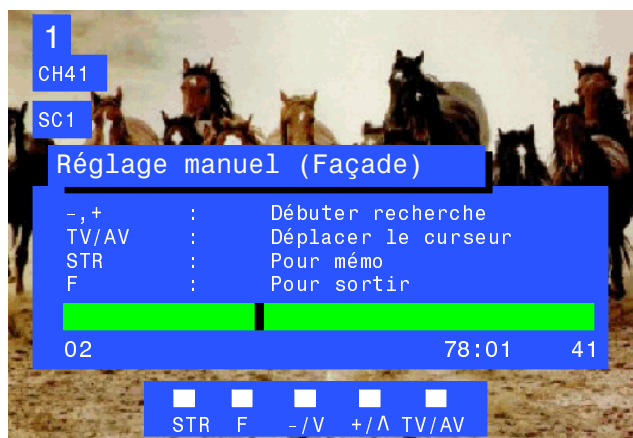 1
CH41
SC1
Réglage manuel (Façade)
-,+ : Débuter recherche
TV/AV : Déplacer le curseur
STR : Pour mémo
F : Pour sortir
02 78:01 41
STR F -/V +/Λ TV/AV